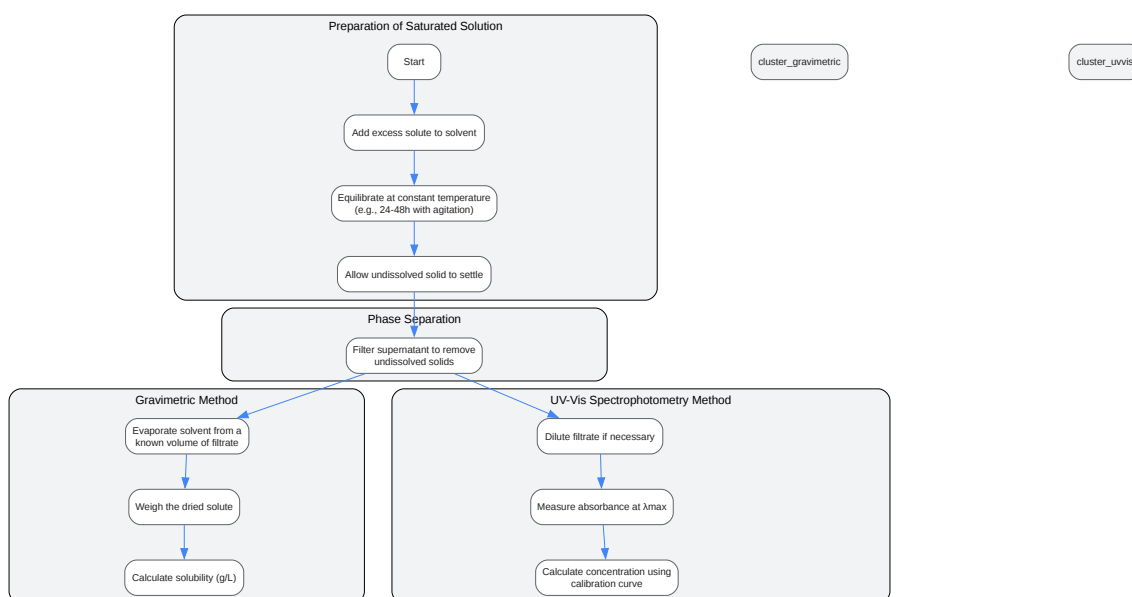 Preparation of Saturated Solution
Start
cluster_gravimetric
cluster_uvvis
Add excess solute to solvent
Equilibrate at constant temperature
(e.g., 24-48h with agitation)
Allow undissolved solid to settle
Phase Separation
Filter supernatant to remove
undissolved solids
Gravimetric Method
UV-Vis Spectrophotometry Method
Evaporate solvent from a
known volume of filtrate
Dilute filtrate if necessary
Weigh the dried solute
Measure absorbance at λmax
Calculate solubility (g/L)
Calculate concentration using
calibration curve